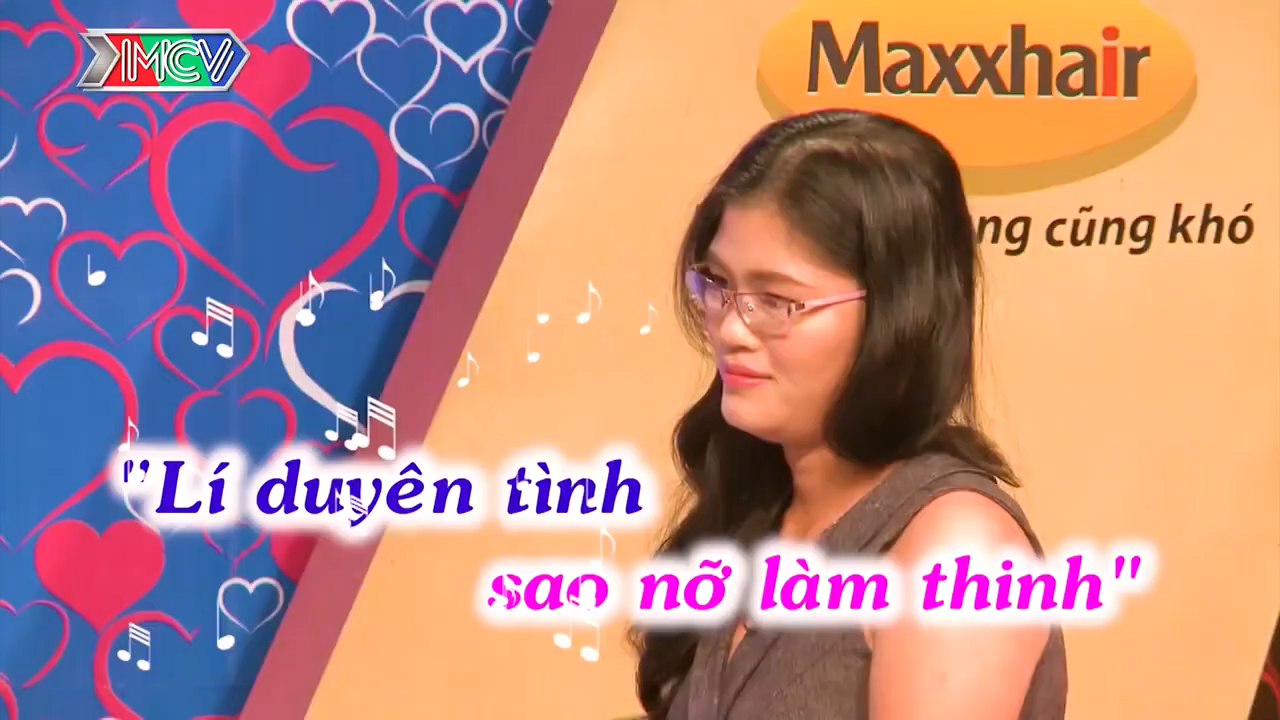 MCV
Maxxhair
ng cũng khó
"Lí duyên tình
sao nỡ làm thinh"